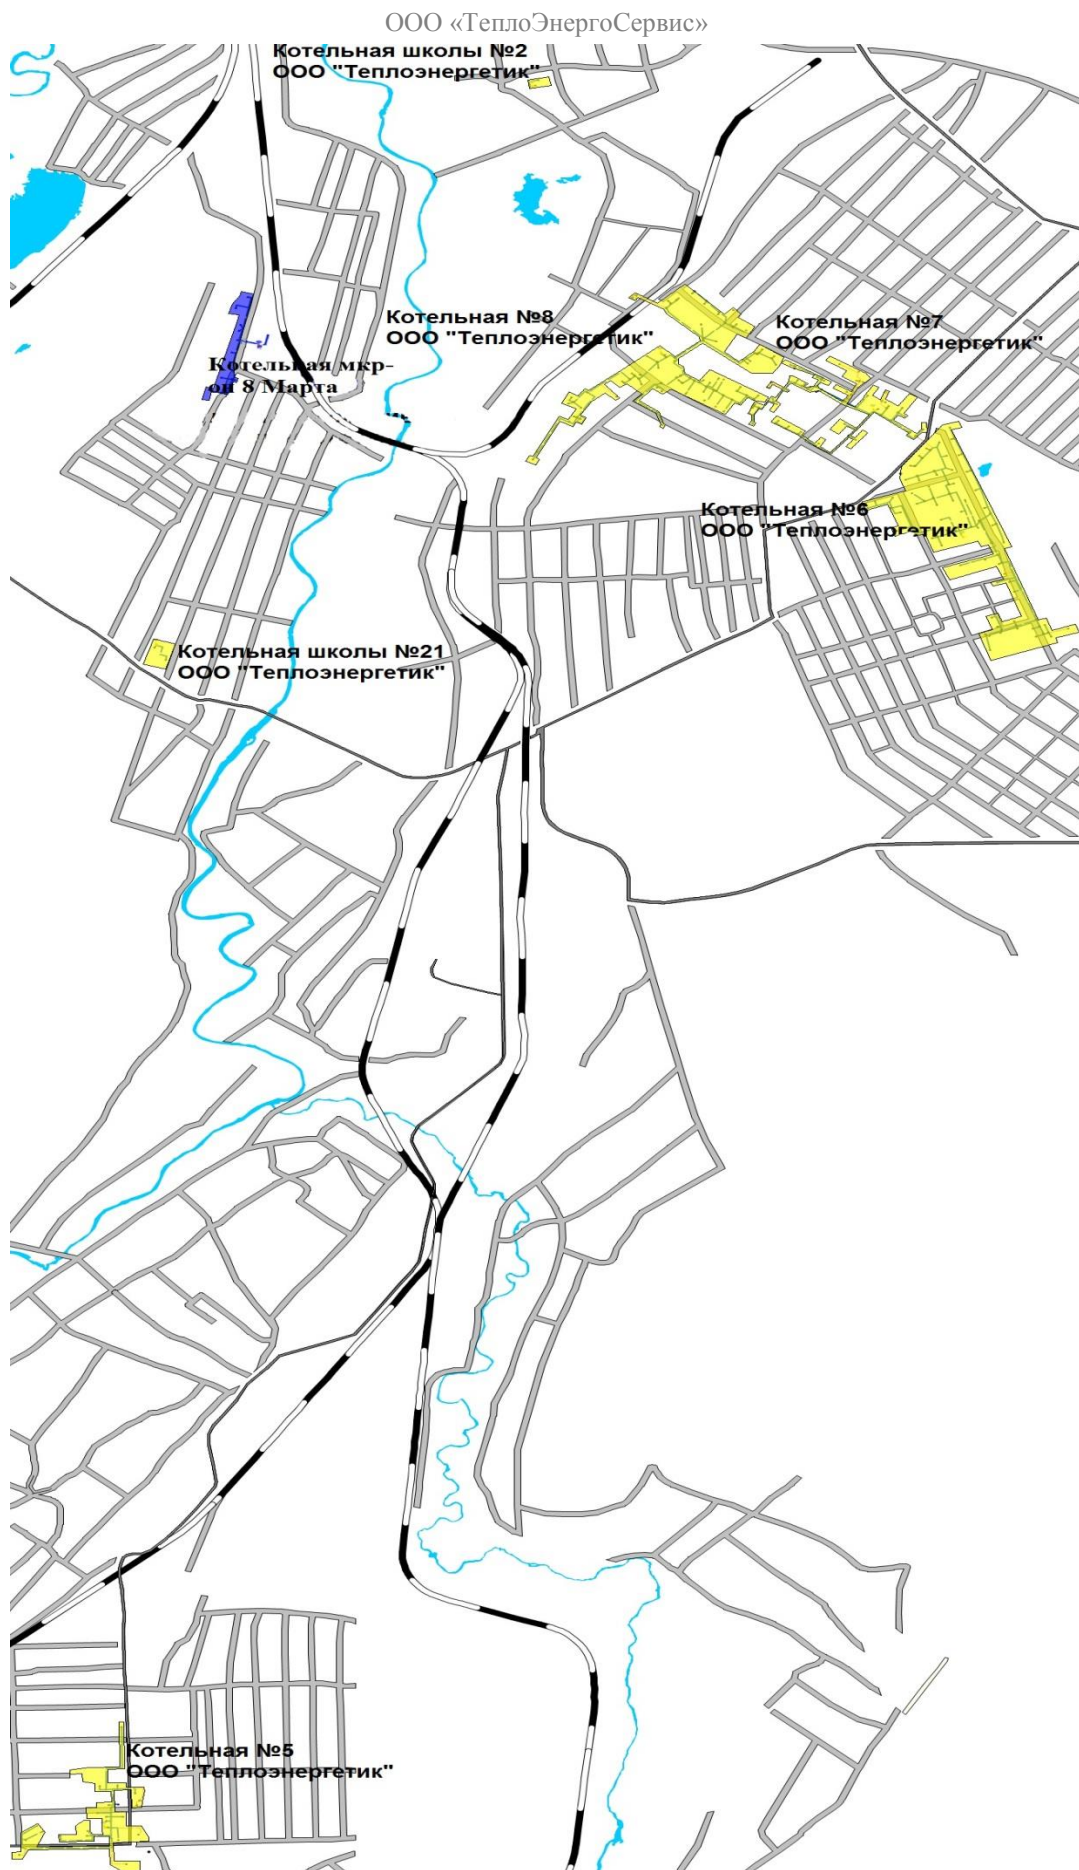 ООО «ТеплоЭнергоСервис»
Котельная школы №2
ООО "Теплоэнергетик"
Котельная №8
ООО "Теплоэнергетик"
Котельная №7
ООО "Теплоэнергетик"
Котельная мкр-
он 8 Марта
Котельная №6
ООО "Теплоэнергетик"
Котельная школы №21
ООО "Теплоэнергетик"
Котельная №5
ООО "Теплоэнергетик"